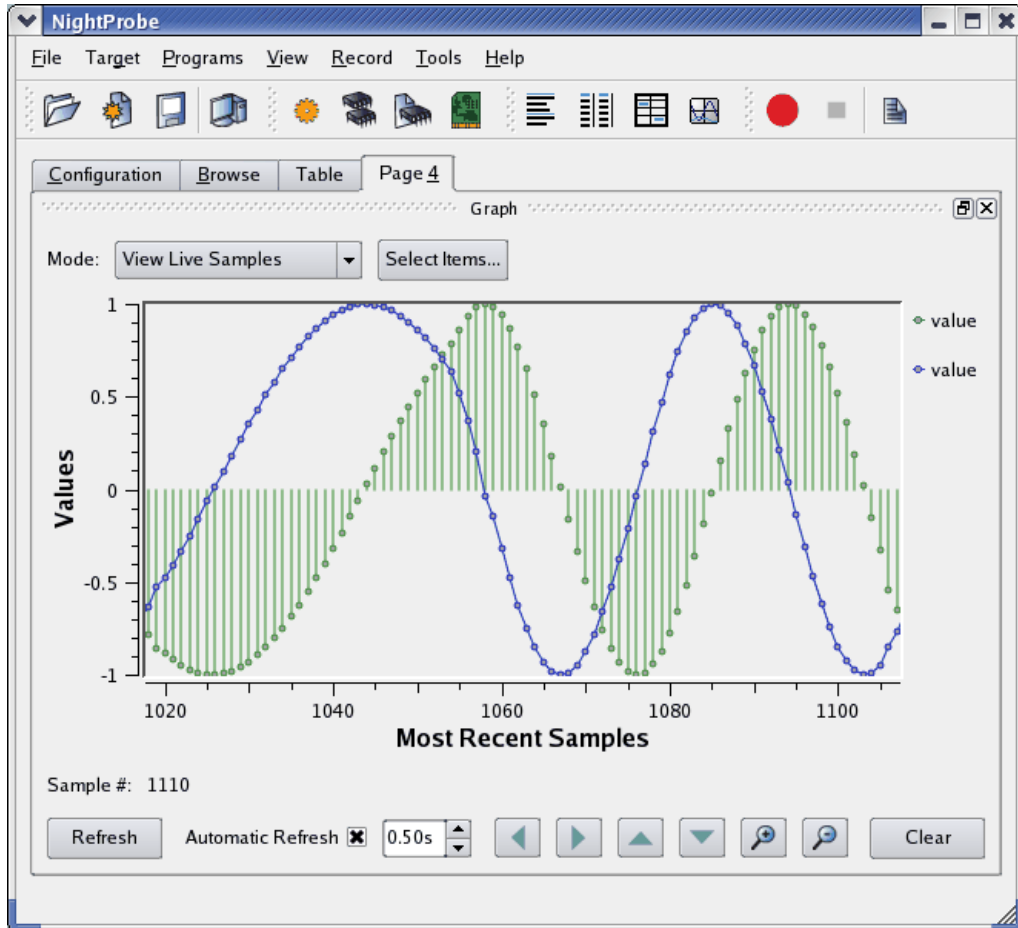 NightProbe
File Target Programs View Record Tools Help
Configuration Browse Table Page 4
Graph
Mode: View Live Samples Select Items...
1
0.5
0
-0.5
-1
Values
value
value
1020 1040 1060 1080 1100
Most Recent Samples
Sample #: 1110
Refresh Automatic Refresh 0.50s Clear